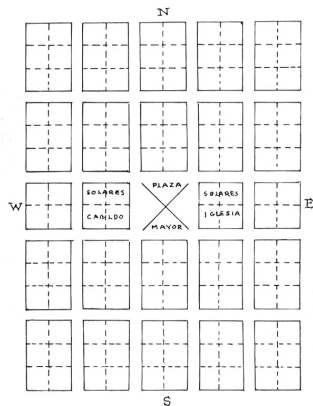 N
SOLARES
PLAZA
SOLARES
W
E
CABILDO
IGLESIA
MAYOR
S